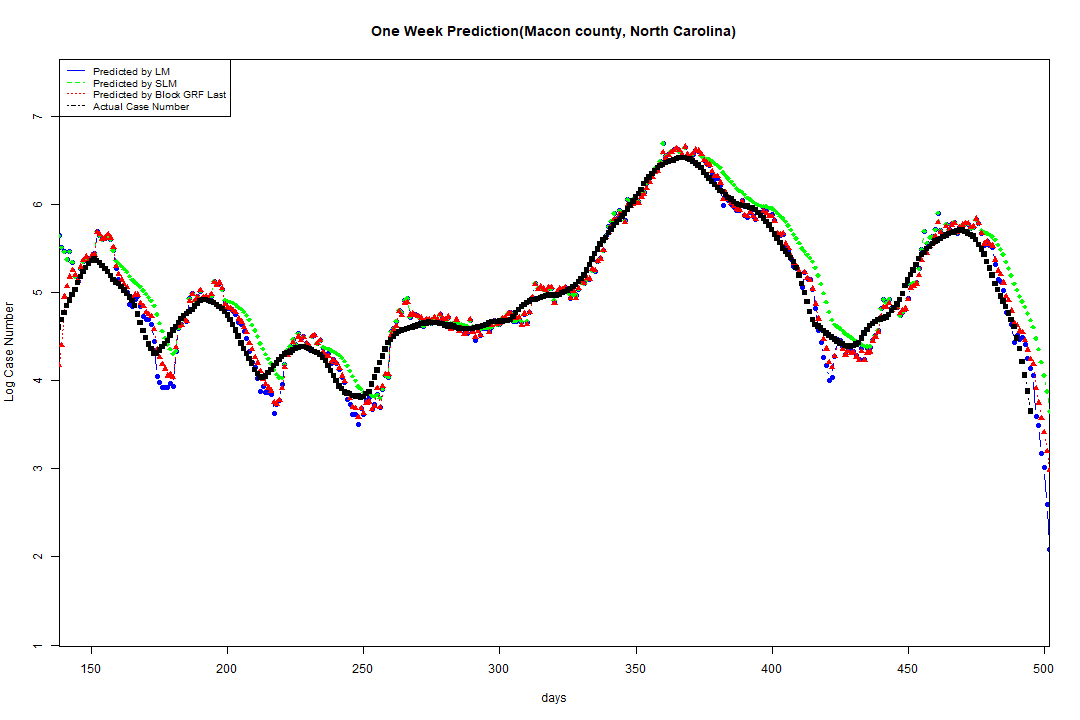 One Week Prediction(Macon county, North Carolina)
Predicted by LM
Predicted by SLM
Predicted by Block GRF Last
Actual Case Number
Log Case Number
7
6
5
4
3
2
1
150 200 250 300 350 400 450 500
days